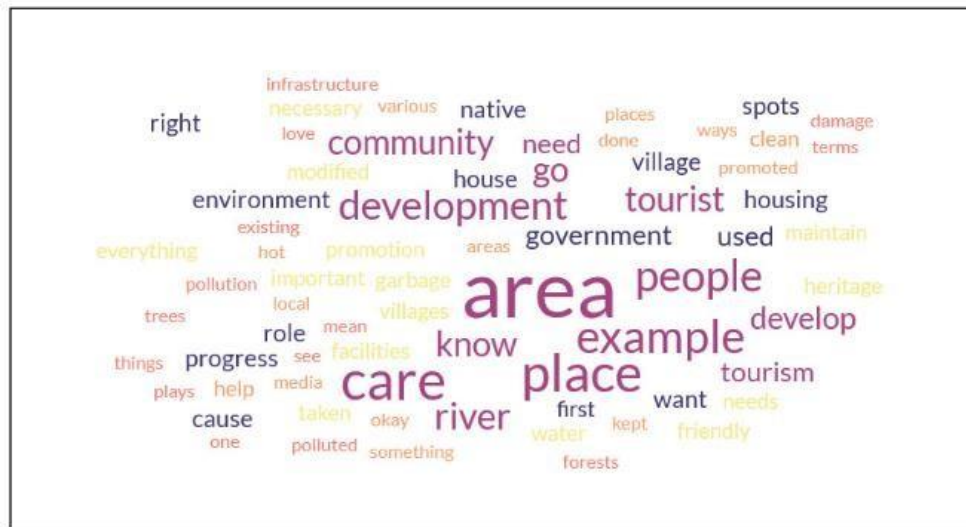 infrastructure
necessary various native places spots damage
right love community need done ways clean terms
modified house go village promoted
environment development tourist housing
existing government used maintain
everything hot promotion areas
pollution important garbage area people heritage
trees local villages
role mean know example develop
things progress see facilities
plays help media care place tourism
cause taken okay river first want needs
one water kept friendly
polluted something forests